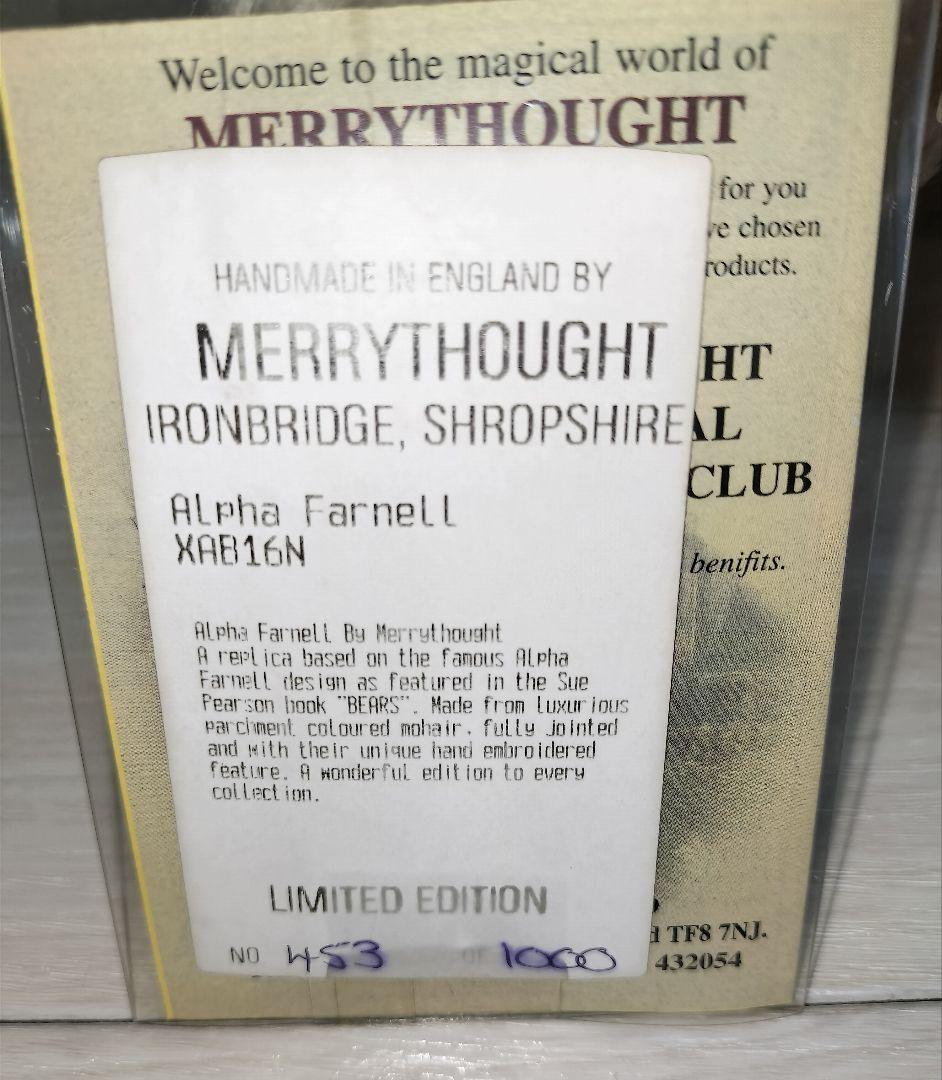 Welcome to the magical world of
MERRYTHOUGHT
for you
ve chosen
roducts.
HT
AL
CLUB
benifits.
TF8 7NJ.
432054
HANDMADE IN ENGLAND BY
MERRYTHOUGHT
IRONBRIDGE, SHROPSHIRE
Alpha Farnell
XAB16N
Alpha Farnell By Merrythought
A replica based on the famous Alpha
Farnell design as featured in the Sue
Pearson book "BEARS". Made from luxurious
parchment coloured mohair, fully jointed
and with their unique hand embroidered
feature. A wonderful edition to every
collection.
LIMITED EDITION
NO 453 OF 1000